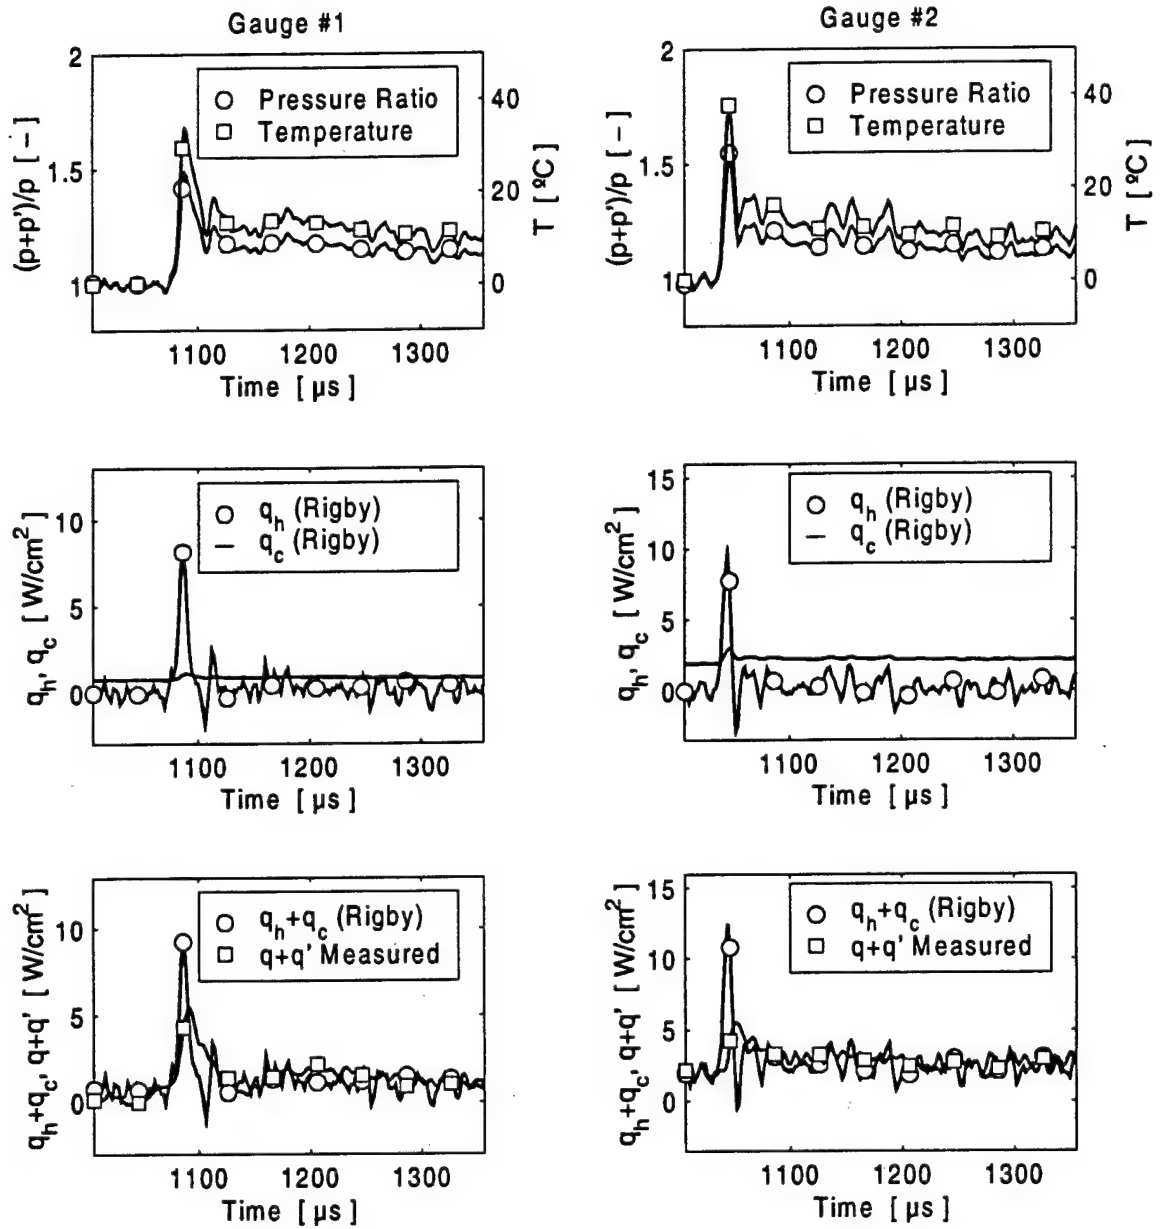 Gauge #1
2
1.5
1
(p+p')/p [ – ]
Pressure Ratio
Temperature
40
20
0
T [ ºC]
1100 1200 1300
Time [ µs ]
Gauge #2
2
1.5
1
(p+p')/p [ – ]
Pressure Ratio
Temperature
40
20
0
T [ ºC]
1100 1200 1300
Time [ µs ]
10
5
0
q_h, q_c [ W/cm²]
q_h (Rigby)
q_c (Rigby)
1100 1200 1300
Time [ µs ]
15
10
5
0
q_h, q_c [ W/cm²]
q_h (Rigby)
q_c (Rigby)
1100 1200 1300
Time [ µs ]
10
5
0
q_h+q_c, q+q' [ W/cm²]
q_h+q_c (Rigby)
q+q' Measured
1100 1200 1300
Time [ µs ]
15
10
5
0
q_h+q_c, q+q' [ W/cm²]
q_h+q_c (Rigby)
q+q' Measured
1100 1200 1300
Time [ µs ]